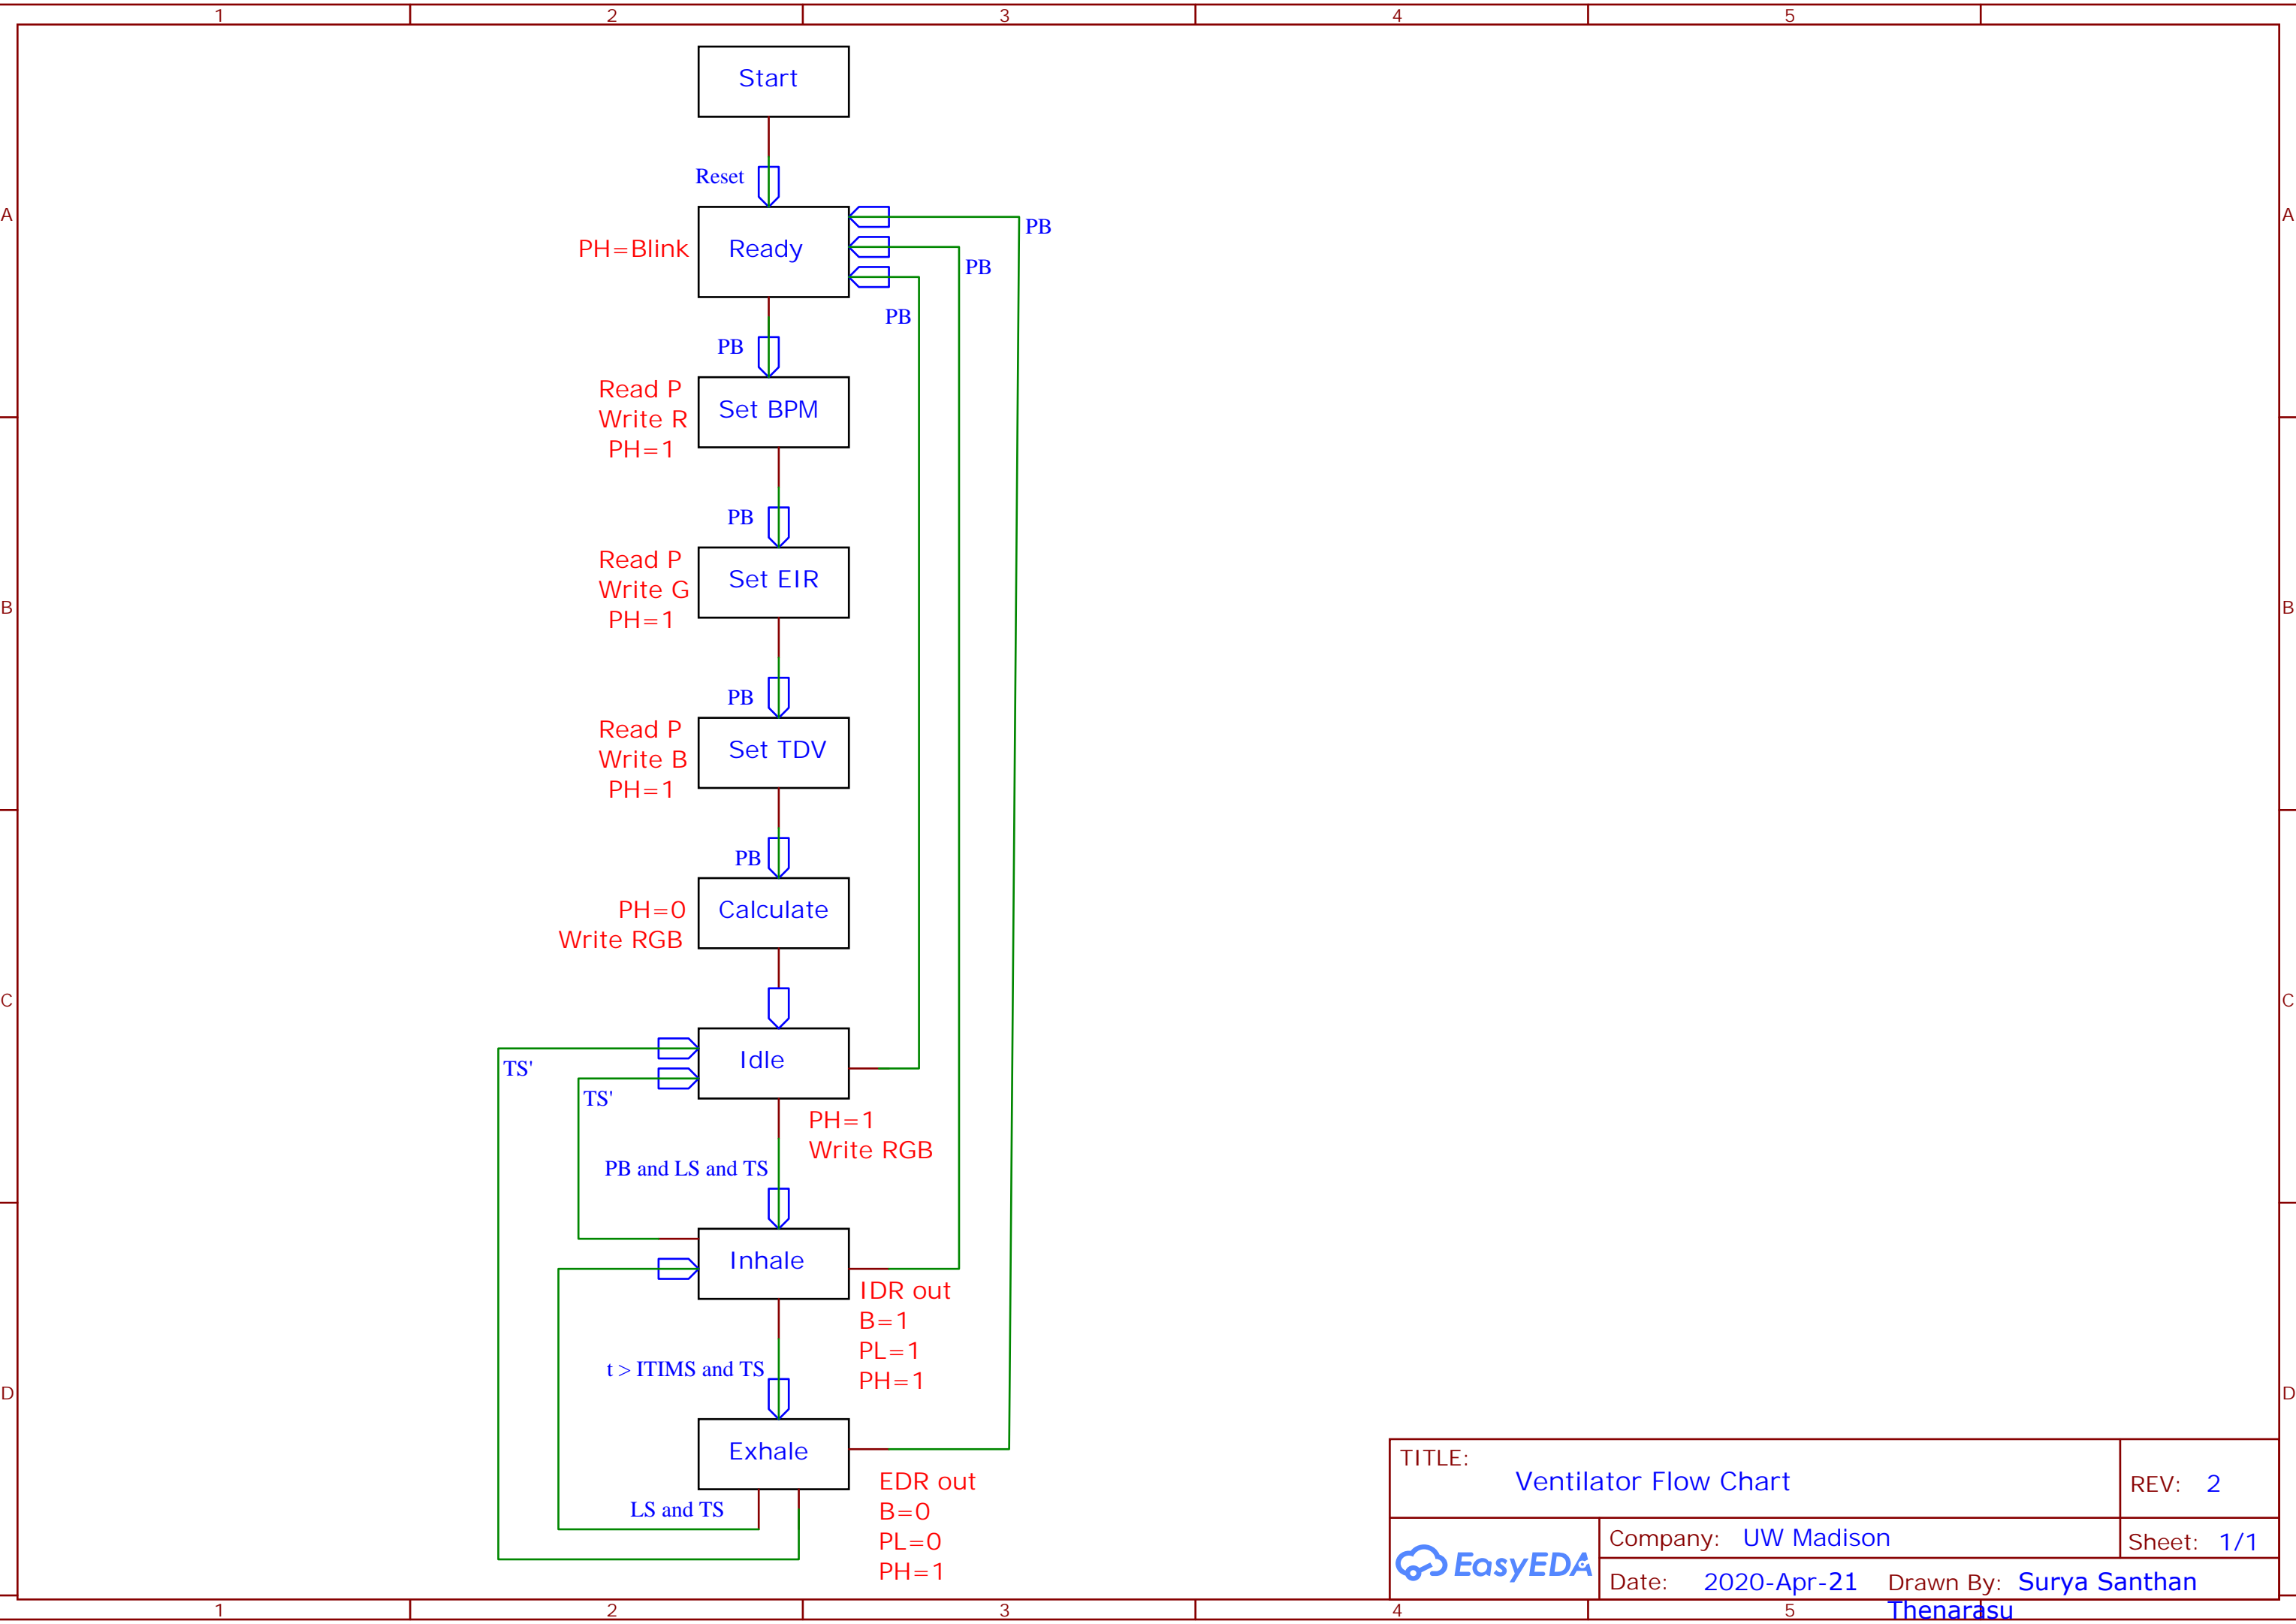 1 2 3 4 5
Start
Reset
A A
PH=Blink Ready PB
PB
PB
PB
Read P
Write R
PH=1
Set BPM
PB
Read P
Write G
PH=1
Set EIR
B B
PB
Read P
Write B
PH=1
Set TDV
PB
PH=0
Write RGB
Calculate
C C
Idle
TS'
TS'
PH=1
Write RGB
PB and LS and TS
Inhale
IDR out
B=1
PL=1
PH=1
t > ITIMS and TS
D D
Exhale
EDR out
B=0
PL=0
PH=1
LS and TS
TITLE:
Ventilator Flow Chart
REV: 2
EasyEDA
Company: UW Madison
Sheet: 1/1
Date: 2020-Apr-21
Drawn By: Surya Santhan
Thenarasu
1 2 3 4 5